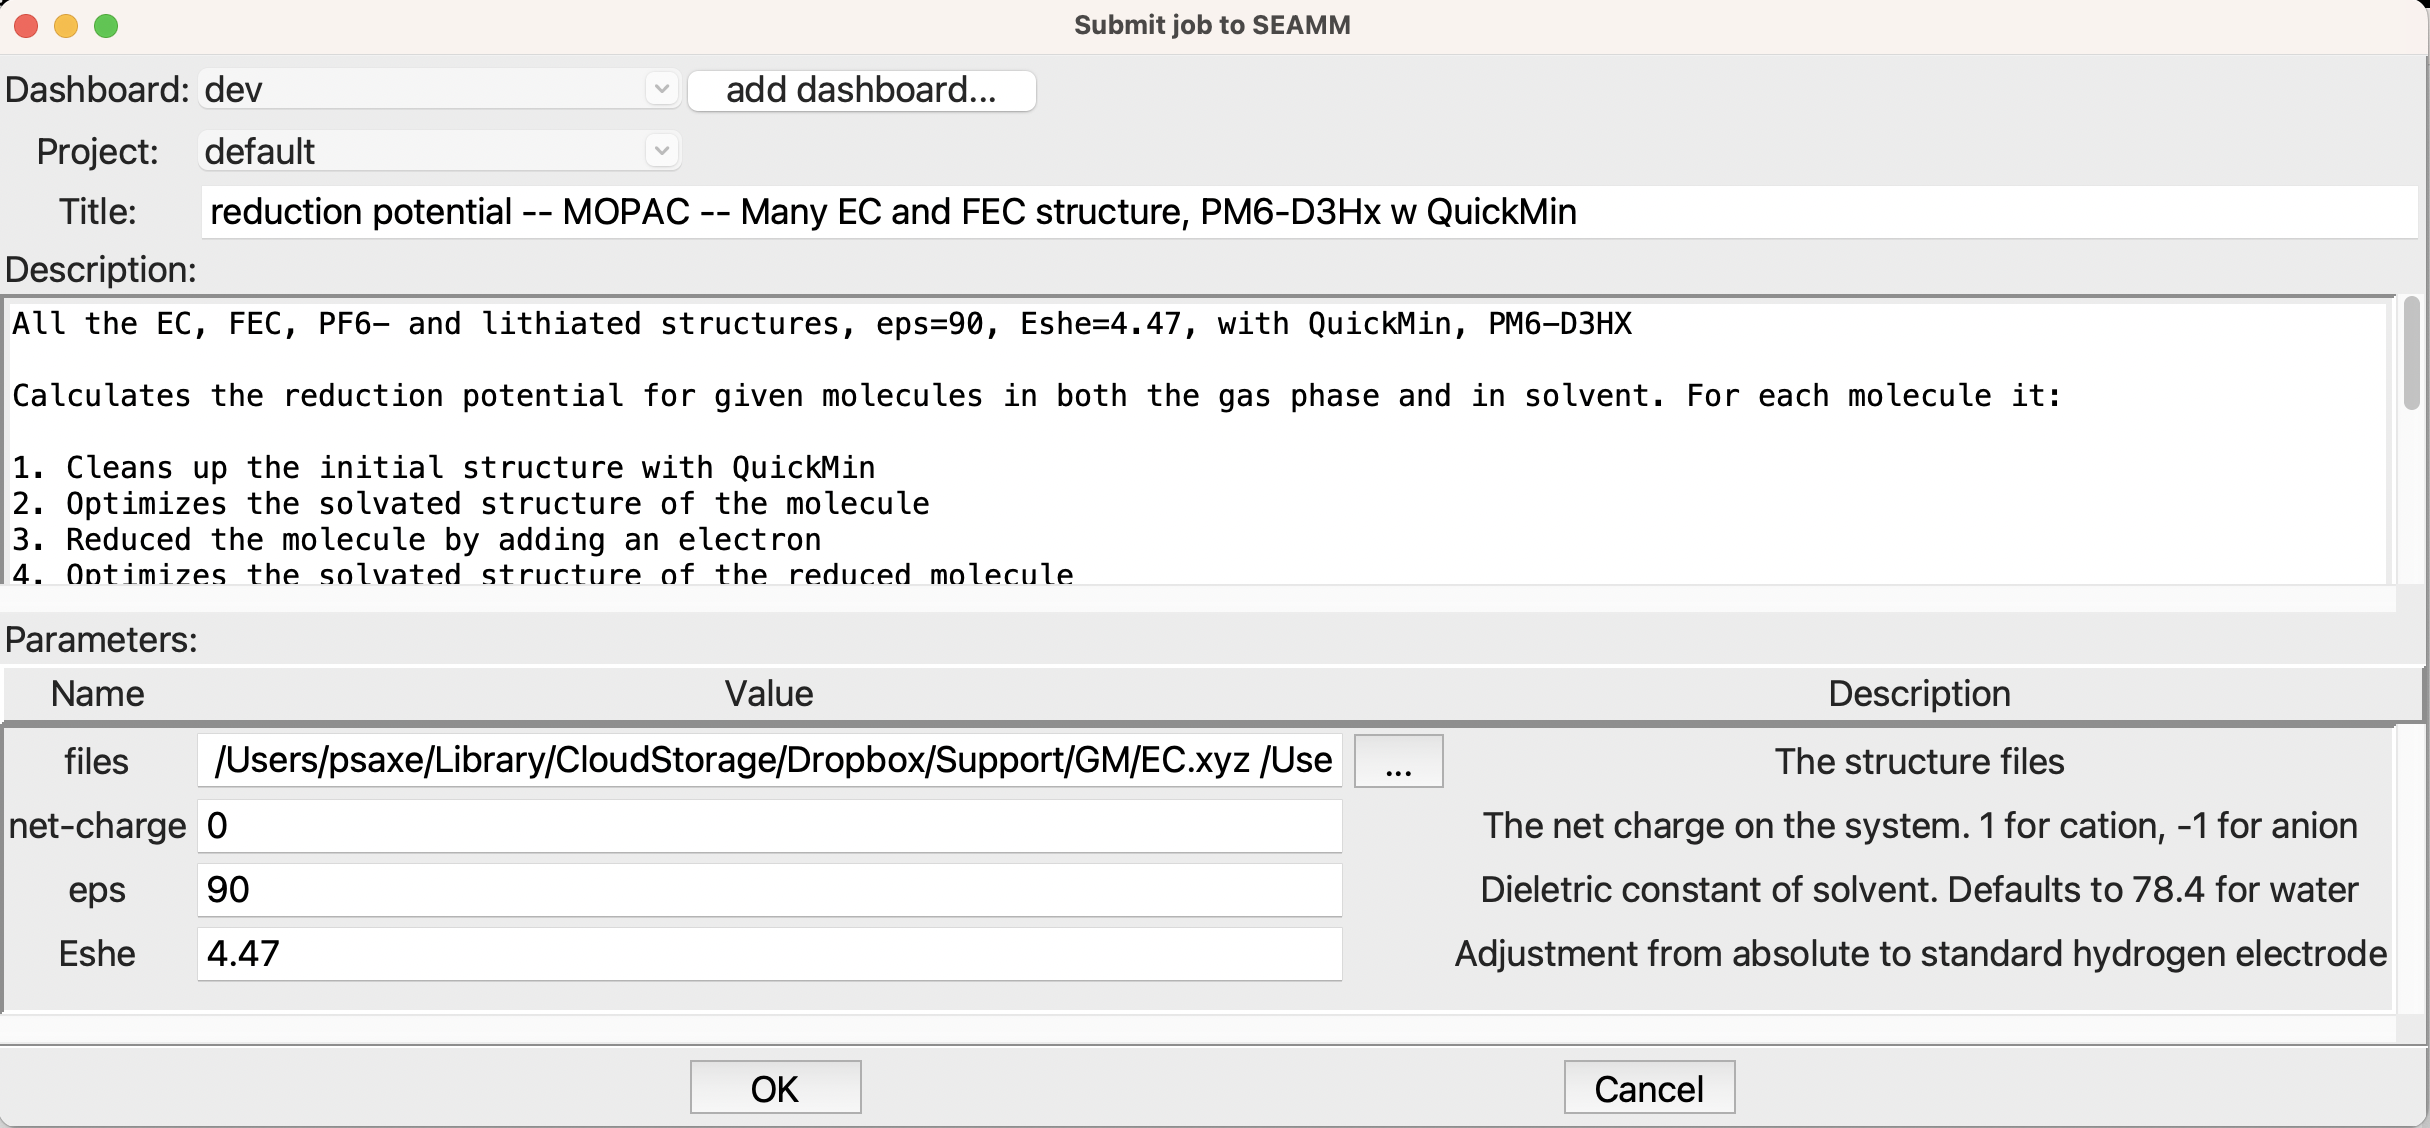 Submit job to SEAMM
Dashboard: dev add dashboard...
Project: default
Title: reduction potential -- MOPAC -- Many EC and FEC structure, PM6-D3Hx w QuickMin
Description:
All the EC, FEC, PF6- and lithiated structures, eps=90, Eshe=4.47, with QuickMin, PM6-D3HX
Calculates the reduction potential for given molecules in both the gas phase and in solvent. For each molecule it:
1. Cleans up the initial structure with QuickMin
2. Optimizes the solvated structure of the molecule
3. Reduced the molecule by adding an electron
4. Optimizes the solvated structure of the reduced molecule
Parameters:
Name Value Description
files /Users/psaxe/Library/CloudStorage/Dropbox/Support/GM/EC.xyz /Use ... The structure files
net-charge 0 The net charge on the system. 1 for cation, -1 for anion
eps 90 Dieletric constant of solvent. Defaults to 78.4 for water
Eshe 4.47 Adjustment from absolute to standard hydrogen electrode
OK Cancel